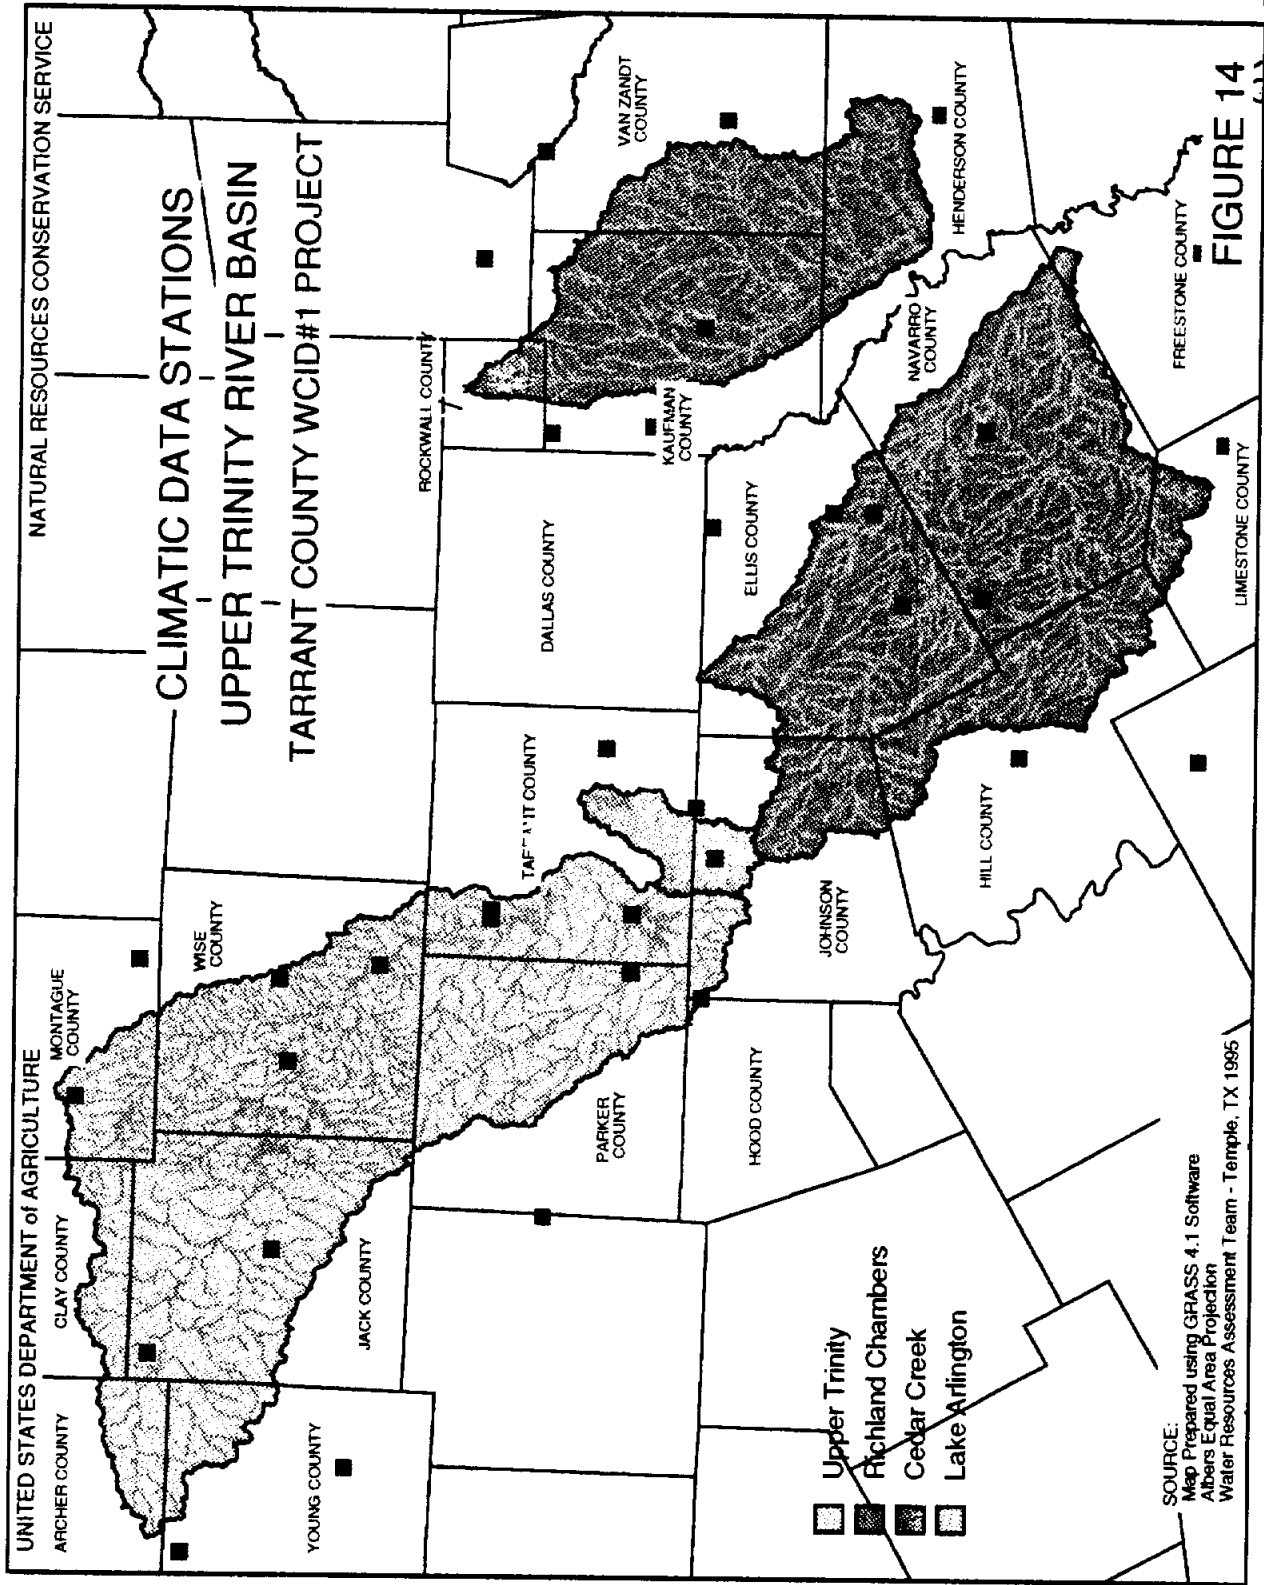 UNITED STATES DEPARTMENT of AGRICULTURE
NATURAL RESOURCES CONSERVATION SERVICE
CLIMATIC DATA STATIONS
UPPER TRINITY RIVER BASIN
TARRANT COUNTY WCID#1 PROJECT
ARCHER COUNTY
CLAY COUNTY
MONTAGUE
COUNTY
YOUNG COUNTY
JACK COUNTY
WISE
COUNTY
PARKER
COUNTY
COUNTY
DALLAS COUNTY
ROCKWALL COUNTY
KAUFMAN
COUNTY
VAN ZANDT
COUNTY
HOOD COUNTY
JOHNSON
COUNTY
ELLIS COUNTY
NAVARRO
COUNTY
HENDERSON COUNTY
HILL COUNTY
LIMESTONE COUNTY
FREESTONE COUNTY
Upper Trinity
Richland Chambers
Cedar Creek
Lake Arlington
SOURCE:
Map Prepared using GRASS 4.1 Software
Albers Equal Area Projection
Water Resources Assessment Team - Temple, TX 1995
FIGURE 14